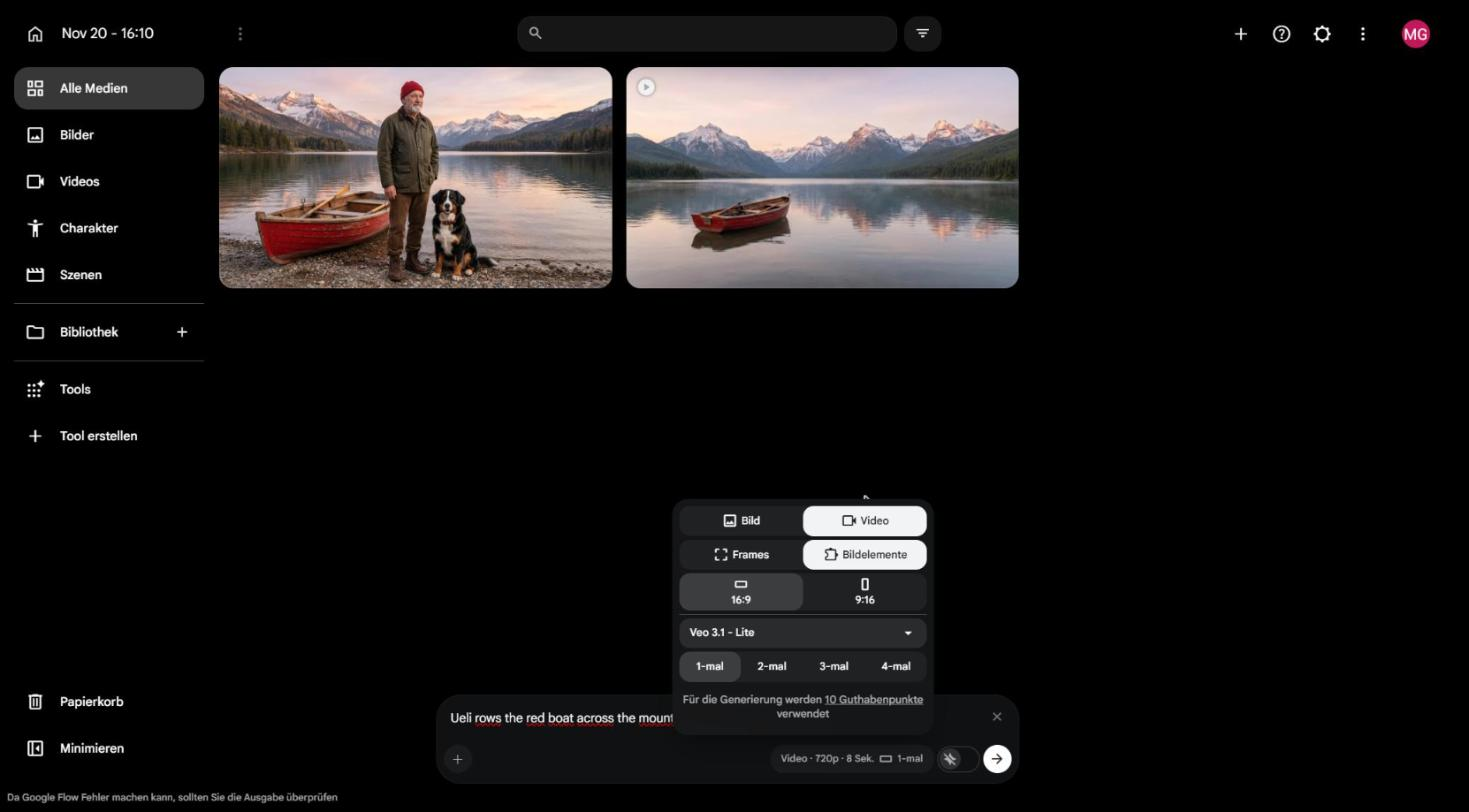 Nov 20 - 16:10
MG
Alle Medien
Bilder
Videos
Charakter
Szenen
Bibliothek
Tools
Tool erstellen
Bild
Video
Frames
Bildelemente
16:9
9:16
Veo 3.1 - Lite
1-mal 2-mal 3-mal 4-mal
Für die Generierung werden 10 Guthabenpunkte
verwendet
Ueli rows the red boat across the mount
Video · 720p · 8 Sek. 1-mal
Papierkorb
Minimieren
Da Google Flow Fehler machen kann, sollten Sie die Ausgabe überprüfen